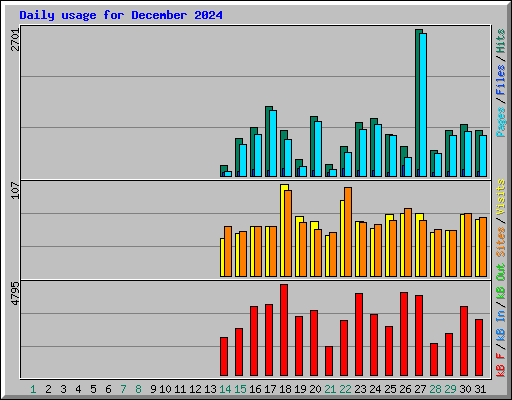 Daily usage for December 2024
2701
107
4795
Pages / Files / Hits
Sites / Visits
kB F / kB In / kB Out
1 2 3 4 5 6 7 8 9 10 11 12 13 14 15 16 17 18 19 20 21 22 23 24 25 26 27 28 29 30 31